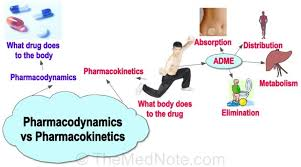 What drug does
to the body
Pharmacodynamics
Pharmacokinetics
Absorption
Distribution
ADME
Metabolism
Elimination
What body does
to the drug
Pharmacodynamics
vs Pharmacokinetics
©TheMedNote.com